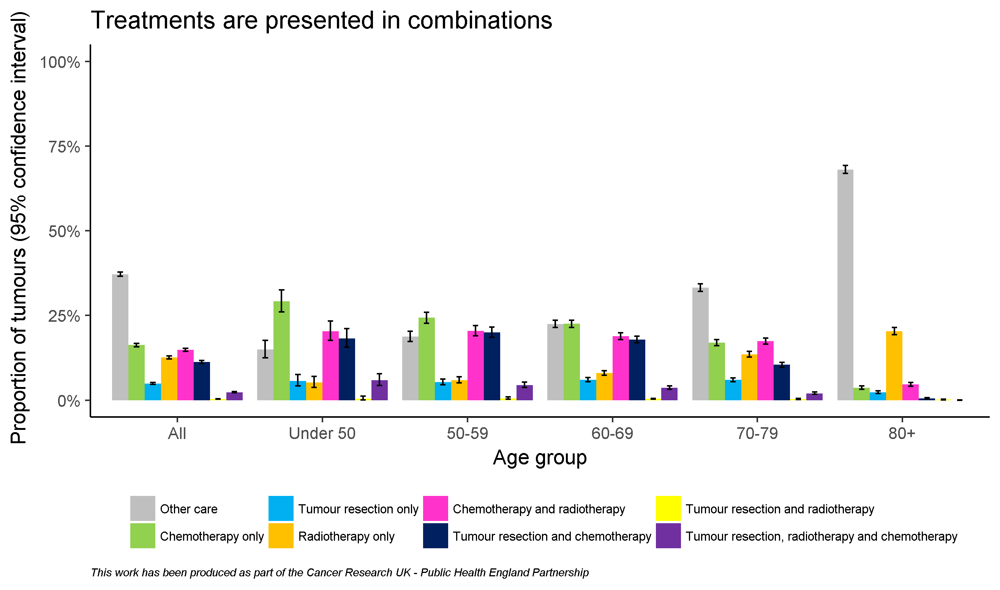 Treatments are presented in combinations
Proportion of tumours (95% confidence interval)
100%
75%
50%
25%
0%
All
Under 50
50-59
60-69
70-79
80+
Age group
Other care
Tumour resection only
Chemotherapy and radiotherapy
Tumour resection and radiotherapy
Chemotherapy only
Radiotherapy only
Tumour resection and chemotherapy
Tumour resection, radiotherapy and chemotherapy
This work has been produced as part of the Cancer Research UK - Public Health England Partnership